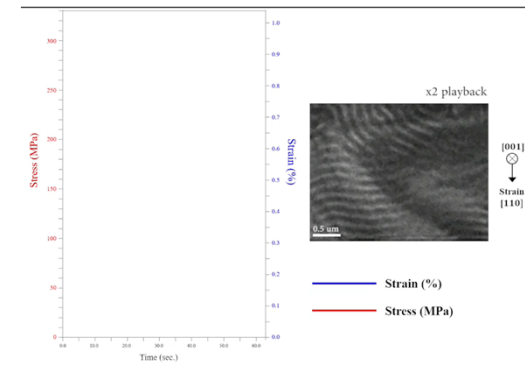 x2 playback
Stress (MPa)
300
250
200
150
100
50
0
1.0
0.9
0.8
0.7
0.6
0.5
0.4
0.3
0.2
0.1
0.0
Strain (%)
0.0 10.0 20.0 30.0 40.0 50.0 60.0
Time (sec.)
0.5 um
[001]
Strain
[110]
Strain (%)
Stress (MPa)